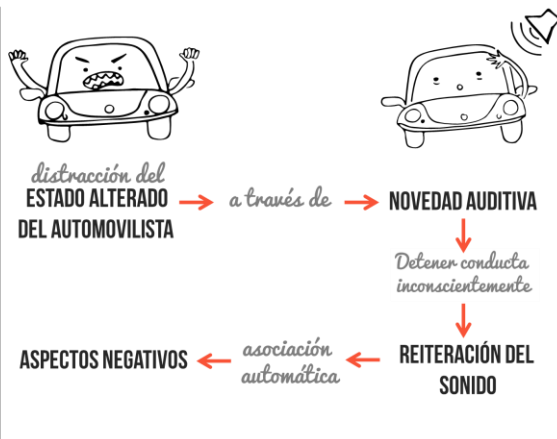 distracción del
ESTADO ALTERADO
DEL AUTOMOVILISTA
a través de
NOVEDAD AUDITIVA
Detener conducta
inconscientemente
REITERACIÓN DEL
SONIDO
asociación
automática
ASPECTOS NEGATIVOS